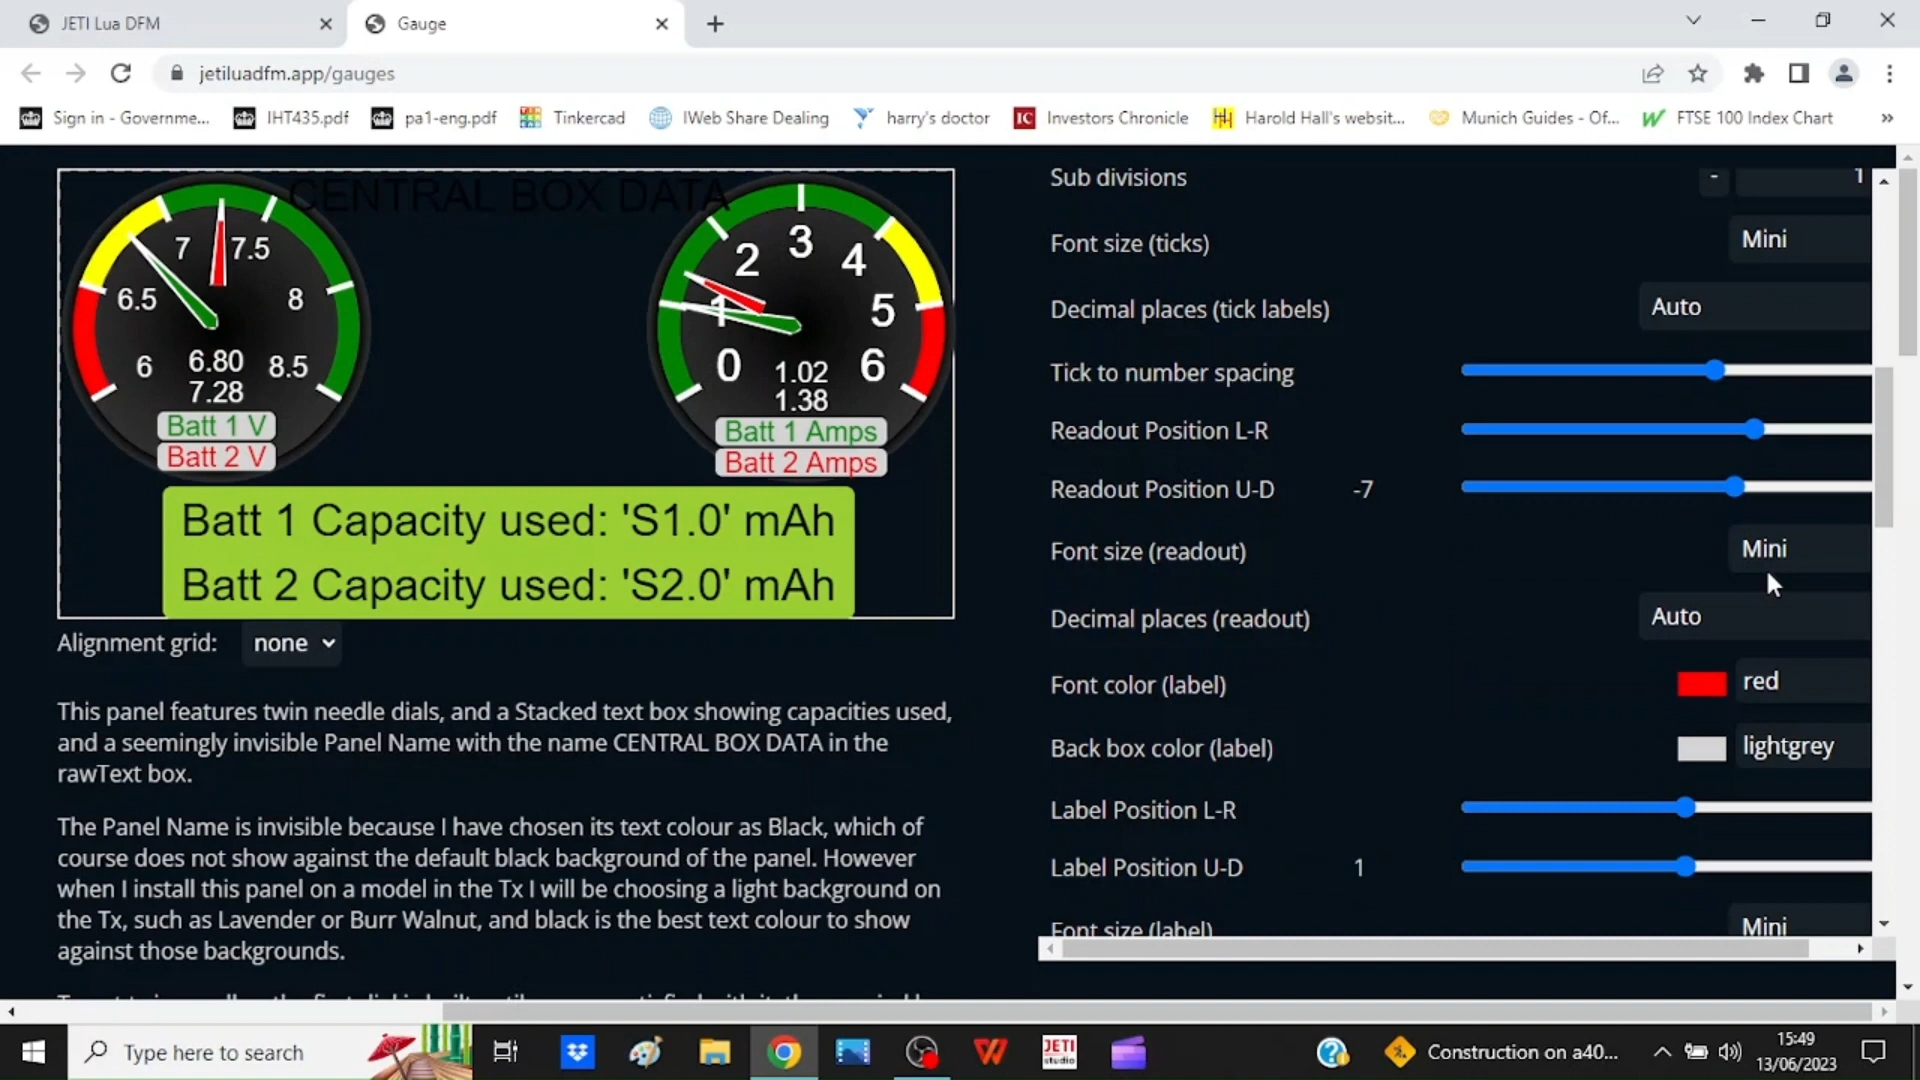 JETI Lua DFM
Gauge
jetiluadfm.app/gauges
Sign in - Governme...
IHT435.pdf
pa1-eng.pdf
Tinkercad
IWeb Share Dealing
harry's doctor
IC Investors Chronicle
Harold Hall's websit...
Munich Guides - Of...
FTSE 100 Index Chart
CENTRAL BOX DATA
6 6.5 7 7.5 8 8.5
6.80
7.28
Batt 1 V
Batt 2 V
0 1 2 3 4 5 6
1.02
1.38
Batt 1 Amps
Batt 2 Amps
Batt 1 Capacity used: 'S1.0' mAh
Batt 2 Capacity used: 'S2.0' mAh
Alignment grid: none
This panel features twin needle dials, and a Stacked text box showing capacities used,
and a seemingly invisible Panel Name with the name CENTRAL BOX DATA in the
rawText box.
The Panel Name is invisible because I have chosen its text colour as Black, which of
course does not show against the default black background of the panel. However
when I install this panel on a model in the Tx I will be choosing a light background on
the Tx, such as Lavender or Burr Walnut, and black is the best text colour to show
against those backgrounds.
Sub divisions - 1
Font size (ticks) Mini
Decimal places (tick labels) Auto
Tick to number spacing
Readout Position L-R
Readout Position U-D -7
Font size (readout) Mini
Decimal places (readout) Auto
Font color (label) red
Back box color (label) lightgrey
Label Position L-R
Label Position U-D 1
Font size (label) Mini
Type here to search
JETI
studio
Construction on a40...
15:49
13/06/2023